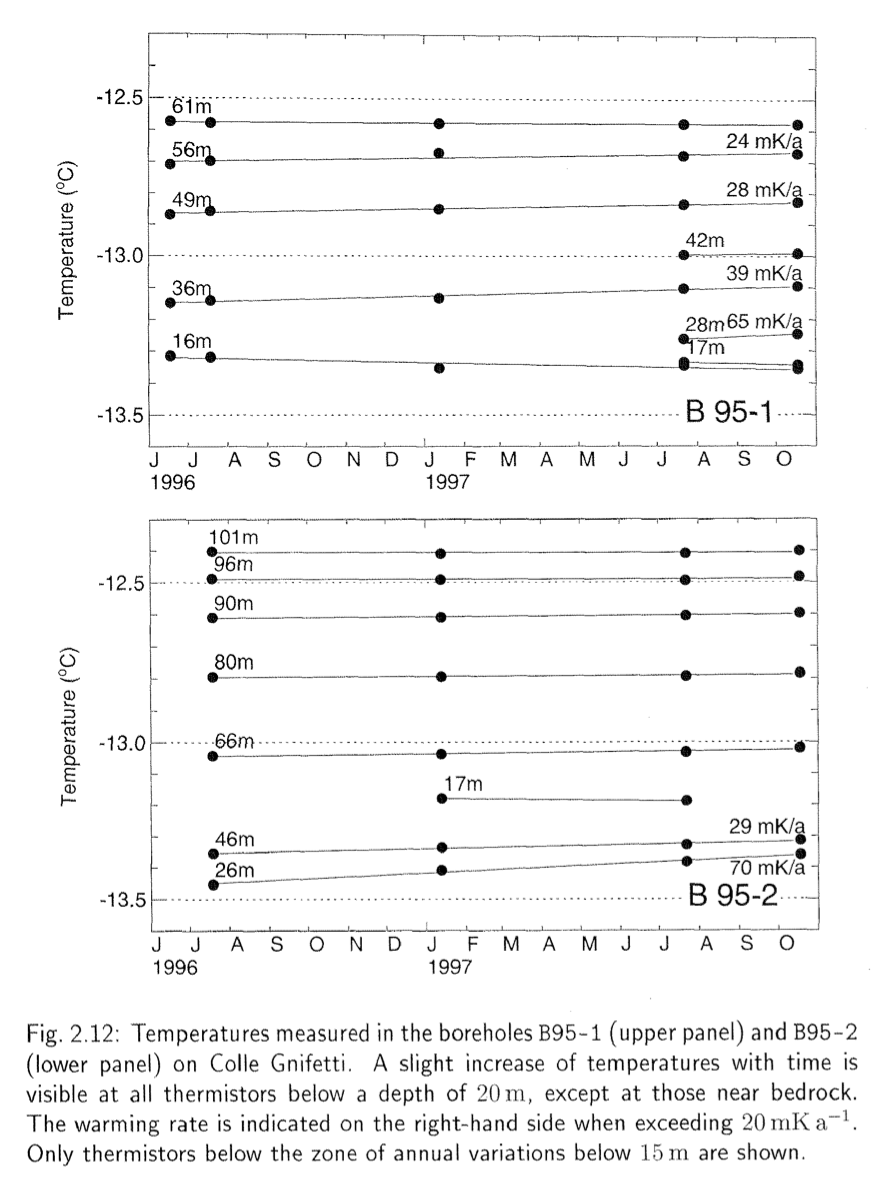 61m
-12.5
24 mK/a
56m
28 mK/a
49m
42m
-13.0
39 mK/a
36m
28m 65 mK/a
16m
17m
-13.5
B 95-1
Temperature (°C)
J J A S O N D J F M A M J J A S O
1996 1997
101m
96m
-12.5
90m
80m
-13.0
66m
17m
46m
29 mK/a
26m
70 mK/a
-13.5
B 95-2
Temperature (°C)
J J A S O N D J F M A M J J A S O
1996 1997
Fig. 2.12: Temperatures measured in the boreholes B95-1 (upper panel) and B95-2
(lower panel) on Colle Gnifetti. A slight increase of temperatures with time is
visible at all thermistors below a depth of 20 m, except at those near bedrock.
The warming rate is indicated on the right-hand side when exceeding 20 mK a⁻¹.
Only thermistors below the zone of annual variations below 15 m are shown.